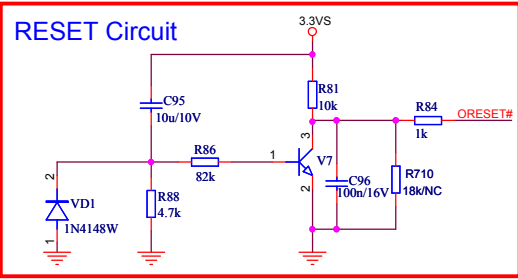 RESET Circuit
3.3VS
C95
10u/10V
R81
10k
R84
1k
ORESET#
R86
82k
1
3
V7
2
C96
100n/16V
R710
18k/NC
2
VD1
1N4148W
1
R88
4.7k